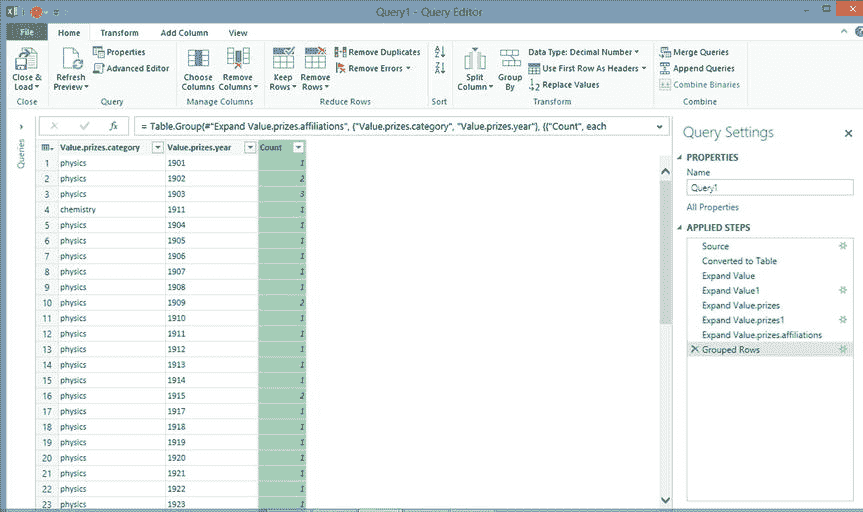 Query1 - Query Editor
File Home Transform Add Column View
Close & Load
Refresh Preview
Properties
Advanced Editor
Choose Columns
Remove Columns
Keep Rows
Remove Rows
Remove Duplicates
Remove Errors
Split Column
Group By
Data Type: Decimal Number
Use First Row As Headers
Replace Values
Merge Queries
Append Queries
Combine Binaries
Close Query Manage Columns Reduce Rows Sort Transform Combine
Queries
fx = Table.Group(#"Expand Value.prizes.affiliations", {"Value.prizes.category", "Value.prizes.year"}, {{"Count", each
Value.prizes.category Value.prizes.year Count
1 physics 1901 1
2 physics 1902 2
3 physics 1903 3
4 chemistry 1911 1
5 physics 1904 1
6 physics 1905 1
7 physics 1906 1
8 physics 1907 1
9 physics 1908 1
10 physics 1909 2
11 physics 1910 1
12 physics 1911 1
13 physics 1912 1
14 physics 1913 1
15 physics 1914 1
16 physics 1915 2
17 physics 1917 1
18 physics 1918 1
19 physics 1919 1
20 physics 1920 1
21 physics 1921 1
22 physics 1922 1
23 physics 1923 1
Query Settings
PROPERTIES
Name
Query1
All Properties
APPLIED STEPS
Source
Converted to Table
Expand Value
Expand Value1
Expand Value.prizes
Expand Value.prizes1
Expand Value.prizes.affiliations
Grouped Rows